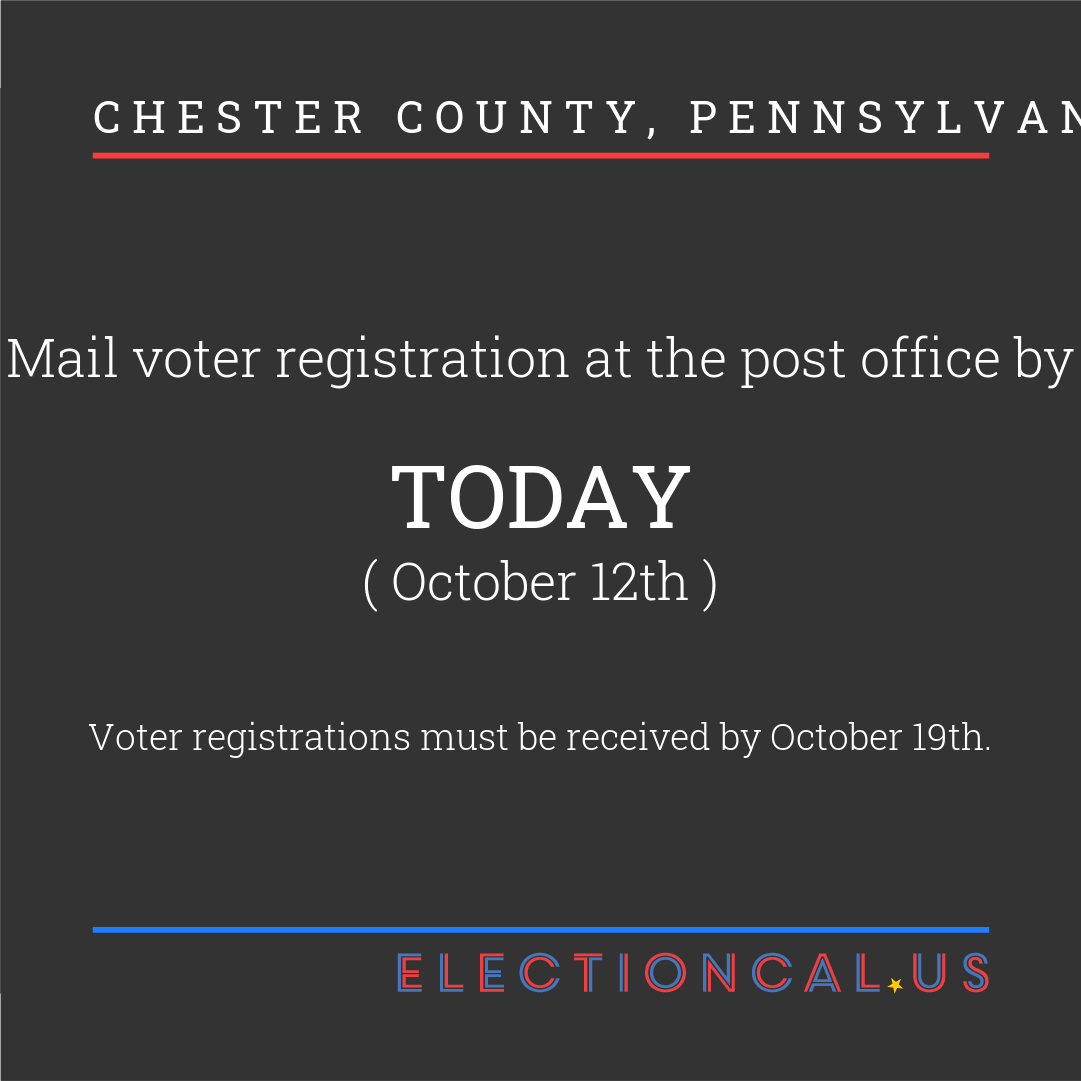 CHESTER COUNTY, PENNSYLVAN
Mail voter registration at the post office by
TODAY
( October 12th )
Voter registrations must be received by October 19th.
ELECTIONCAL.US